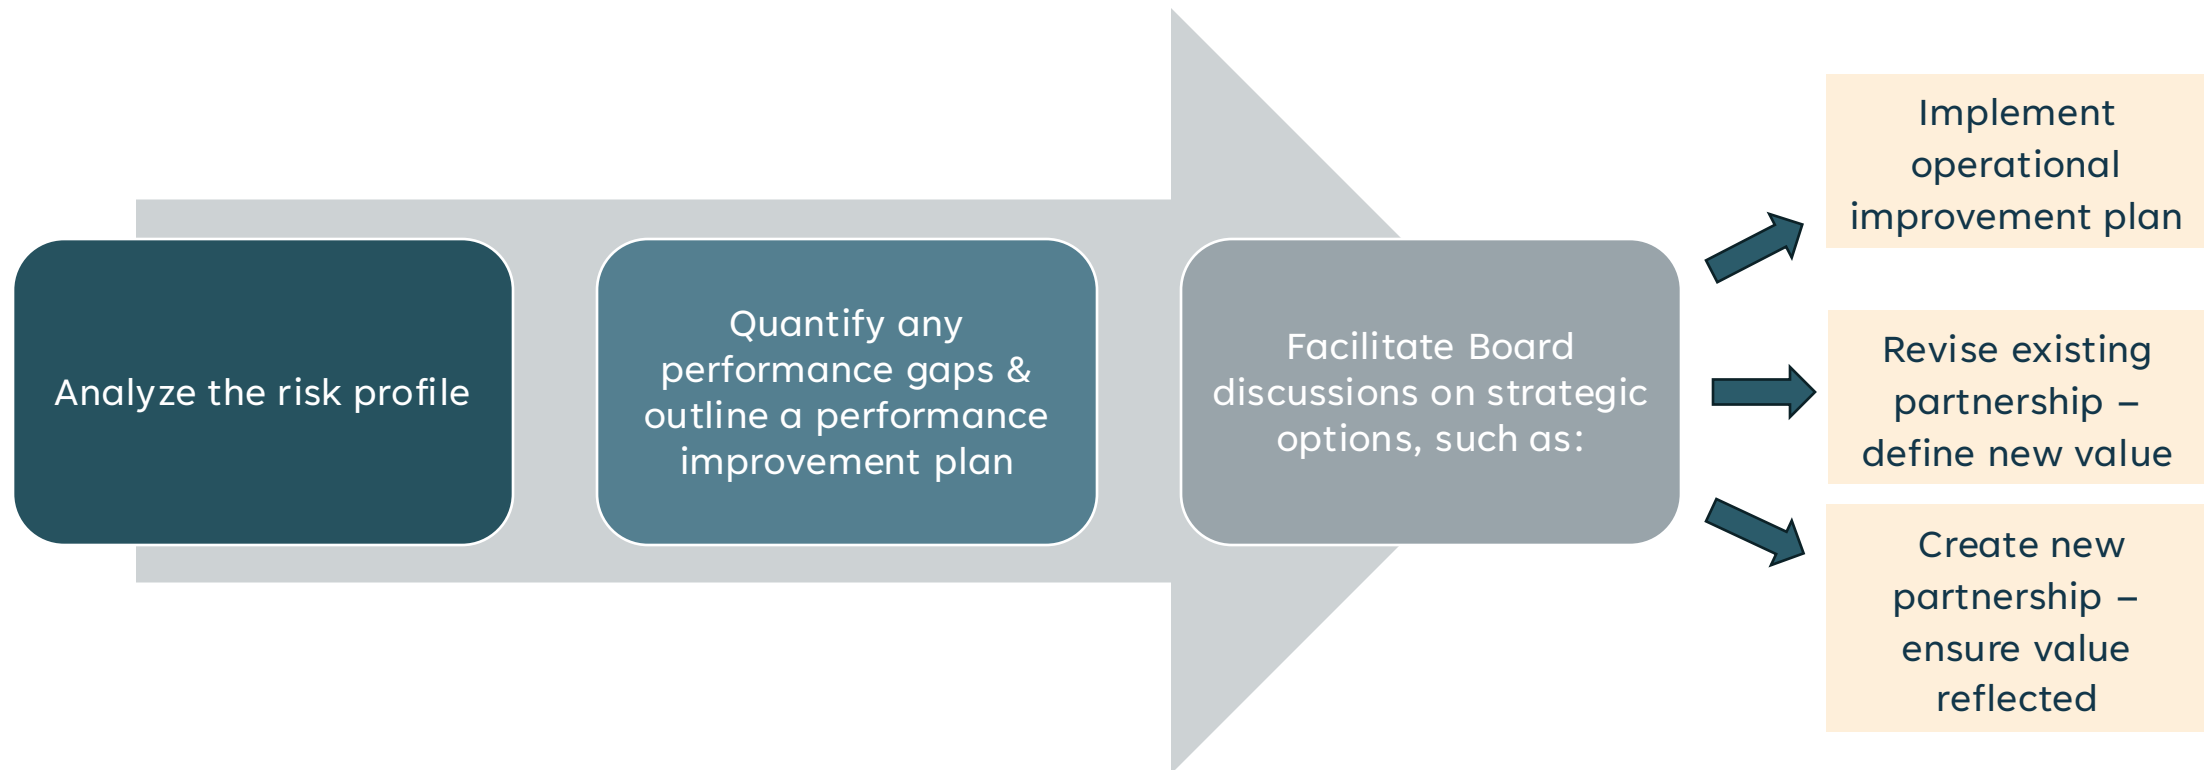 Analyze the risk profile
Quantify any
performance gaps &
outline a performance
improvement plan
Facilitate Board
discussions on strategic
options, such as:
Implement
operational
improvement plan
Revise existing
partnership –
define new value
Create new
partnership –
ensure value
reflected